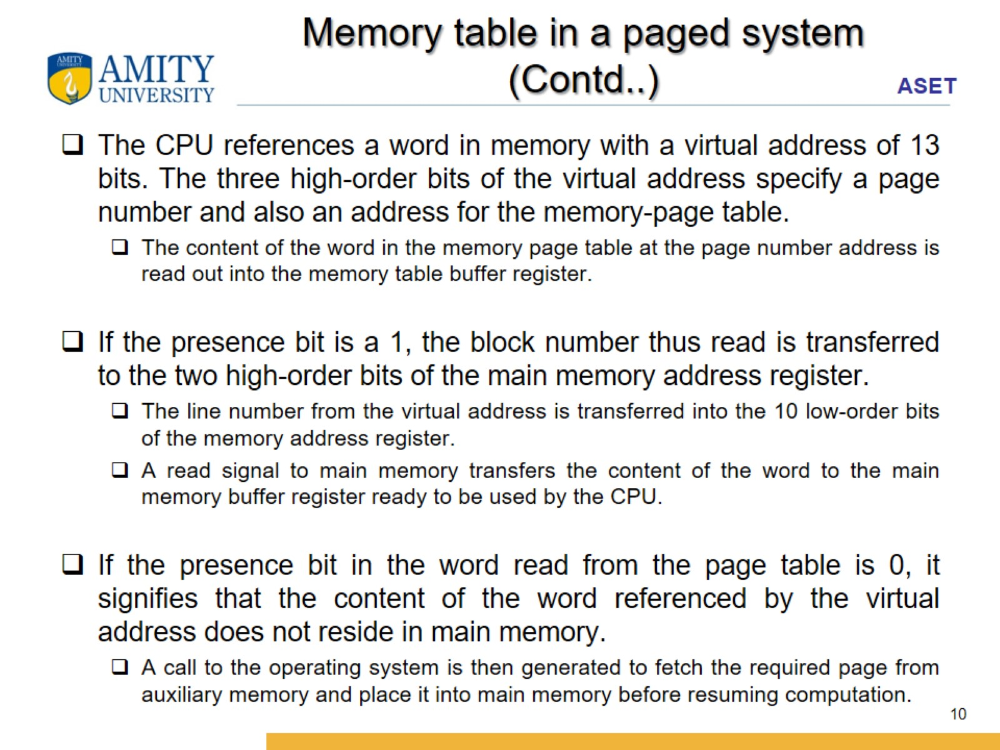 Memory table in a paged system
(Contd..)
AMITY
UNIVERSITY
AMITY
UNIVERSITY
ASET
❑ The CPU references a word in memory with a virtual address of 13
bits. The three high-order bits of the virtual address specify a page
number and also an address for the memory-page table.
❑ The content of the word in the memory page table at the page number address is
read out into the memory table buffer register.
❑ If the presence bit is a 1, the block number thus read is transferred
to the two high-order bits of the main memory address register.
❑ The line number from the virtual address is transferred into the 10 low-order bits
of the memory address register.
❑ A read signal to main memory transfers the content of the word to the main
memory buffer register ready to be used by the CPU.
❑ If the presence bit in the word read from the page table is 0, it
signifies that the content of the word referenced by the virtual
address does not reside in main memory.
❑ A call to the operating system is then generated to fetch the required page from
auxiliary memory and place it into main memory before resuming computation.
10